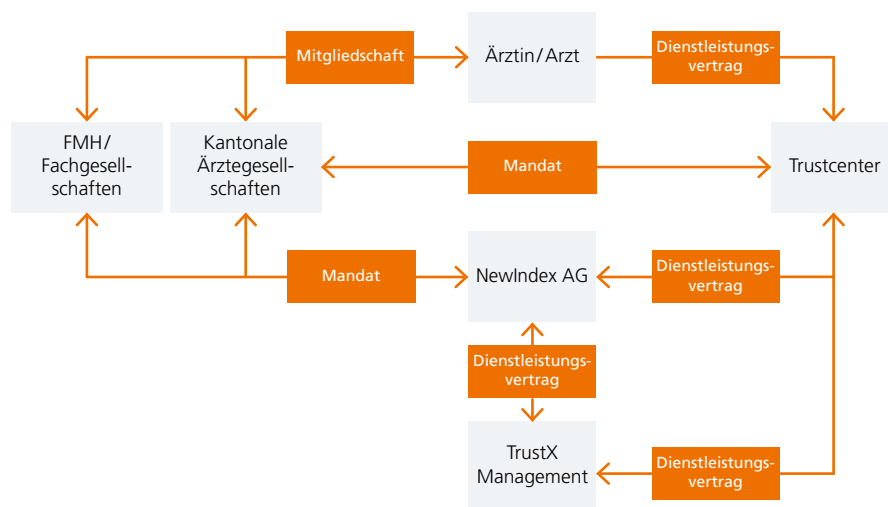 Mitgliedschaft
Ärztin/Arzt
Dienstleistungs-
vertrag
FMH/
Fachgesell-
schaften
Kantonale
Ärztegesell-
schaften
Mandat
Trustcenter
Mandat
NewIndex AG
Dienstleistungs-
vertrag
Dienstleistungs-
vertrag
TrustX
Management
Dienstleistungs-
vertrag